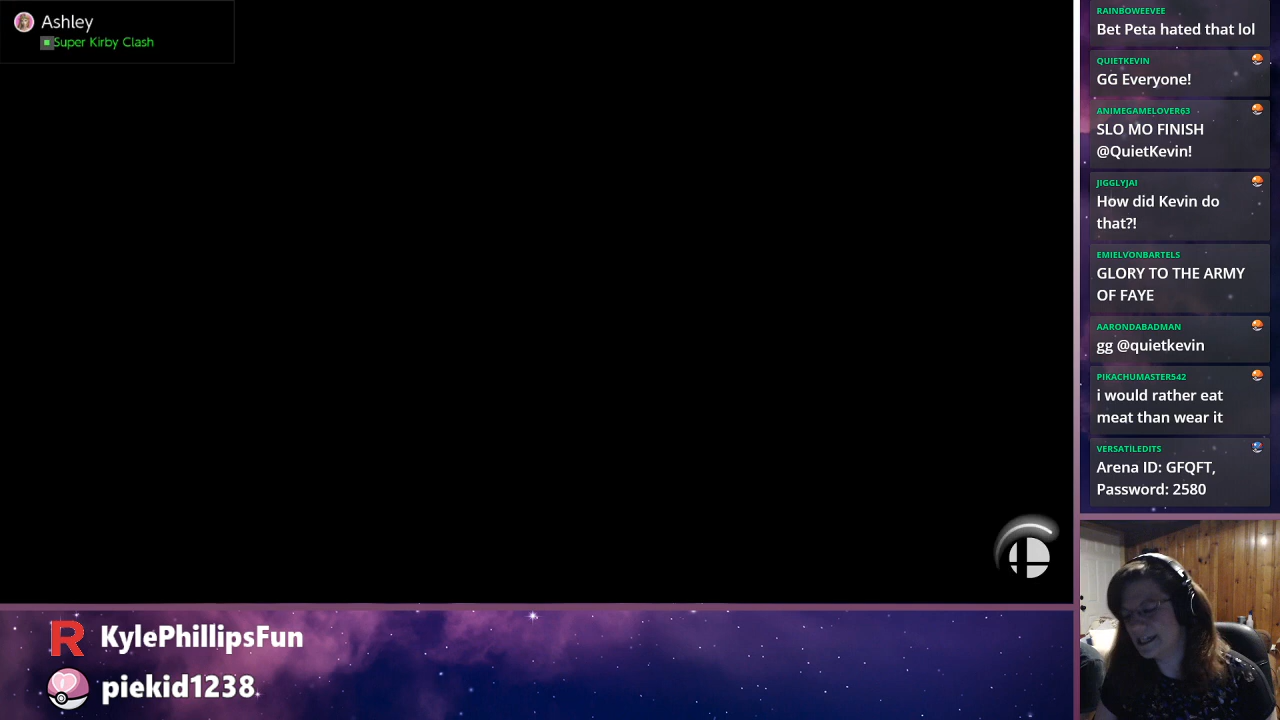 Ashley
Super Kirby Clash
RAINBOWEEVEE
Bet Peta hated that lol
QUIETKEVIN
GG Everyone!
ANIMEGAMELOVER63
SLO MO FINISH
@QuietKevin!
JIGGLYJAI
How did Kevin do
that?!
EMIELVONBARTELS
GLORY TO THE ARMY
OF FAYE
AARONDABADMAN
gg @quietkevin
PIKACHUMASTER542
i would rather eat
meat than wear it
VERSATILEDITS
Arena ID: GFQFT,
Password: 2580
R KylePhillipsFun
piekid1238